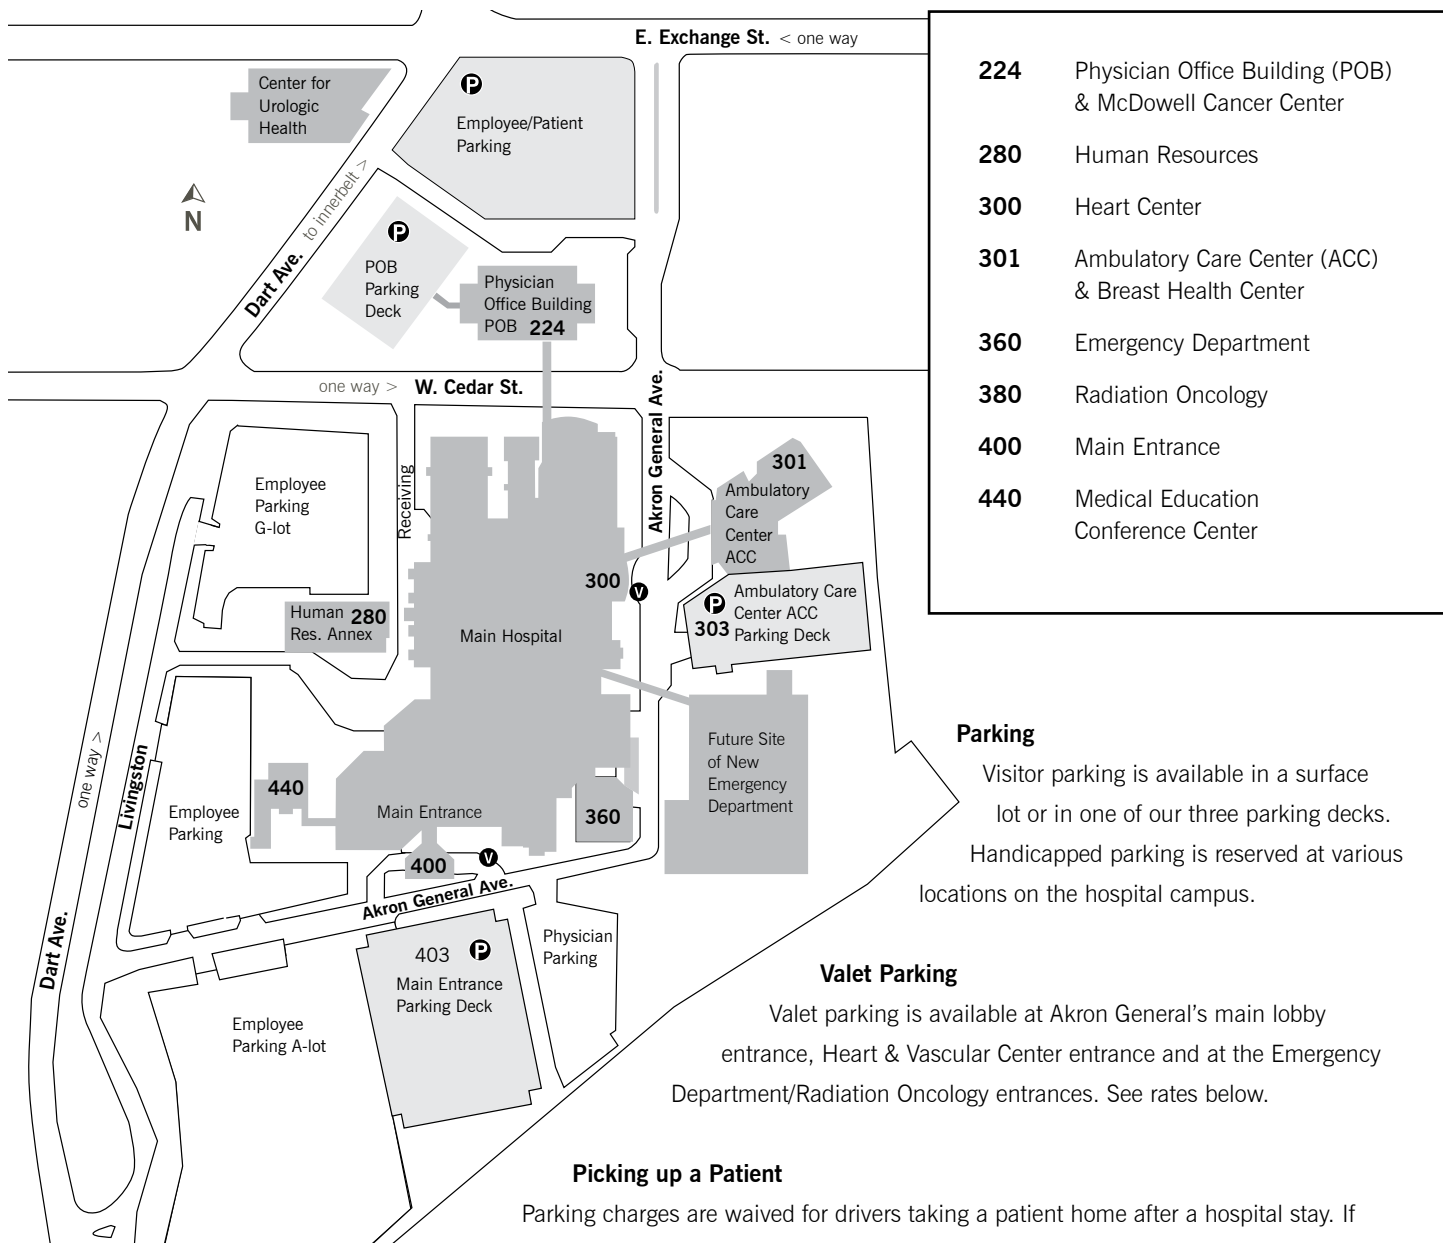 E. Exchange St. < one way
Center for
Urologic
Health
P
Employee/Patient
Parking
N
to innerbelt >
Dart Ave.
P
POB
Parking
Deck
Physician
Office Building
POB 224
one way > W. Cedar St.
Akron General Ave.
Receiving
Employee
Parking
G-lot
301
Ambulatory
Care
Center
ACC
300
V
P
303
Ambulatory Care
Center ACC
Parking Deck
Human 280
Res. Annex
Main Hospital
Future Site
of New
Emergency
Department
one way >
Livingston
440
Employee
Parking
Main Entrance
360
400
V
Akron General Ave.
Dart Ave.
403 P
Main Entrance
Parking Deck
Physician
Parking
Employee
Parking A-lot
224 Physician Office Building (POB)
& McDowell Cancer Center
280 Human Resources
300 Heart Center
301 Ambulatory Care Center (ACC)
& Breast Health Center
360 Emergency Department
380 Radiation Oncology
400 Main Entrance
440 Medical Education
Conference Center
Parking
Visitor parking is available in a surface
lot or in one of our three parking decks.
Handicapped parking is reserved at various
locations on the hospital campus.
Valet Parking
Valet parking is available at Akron General's main lobby
entrance, Heart & Vascular Center entrance and at the Emergency
Department/Radiation Oncology entrances. See rates below.
Picking up a Patient
Parking charges are waived for drivers taking a patient home after a hospital stay. If